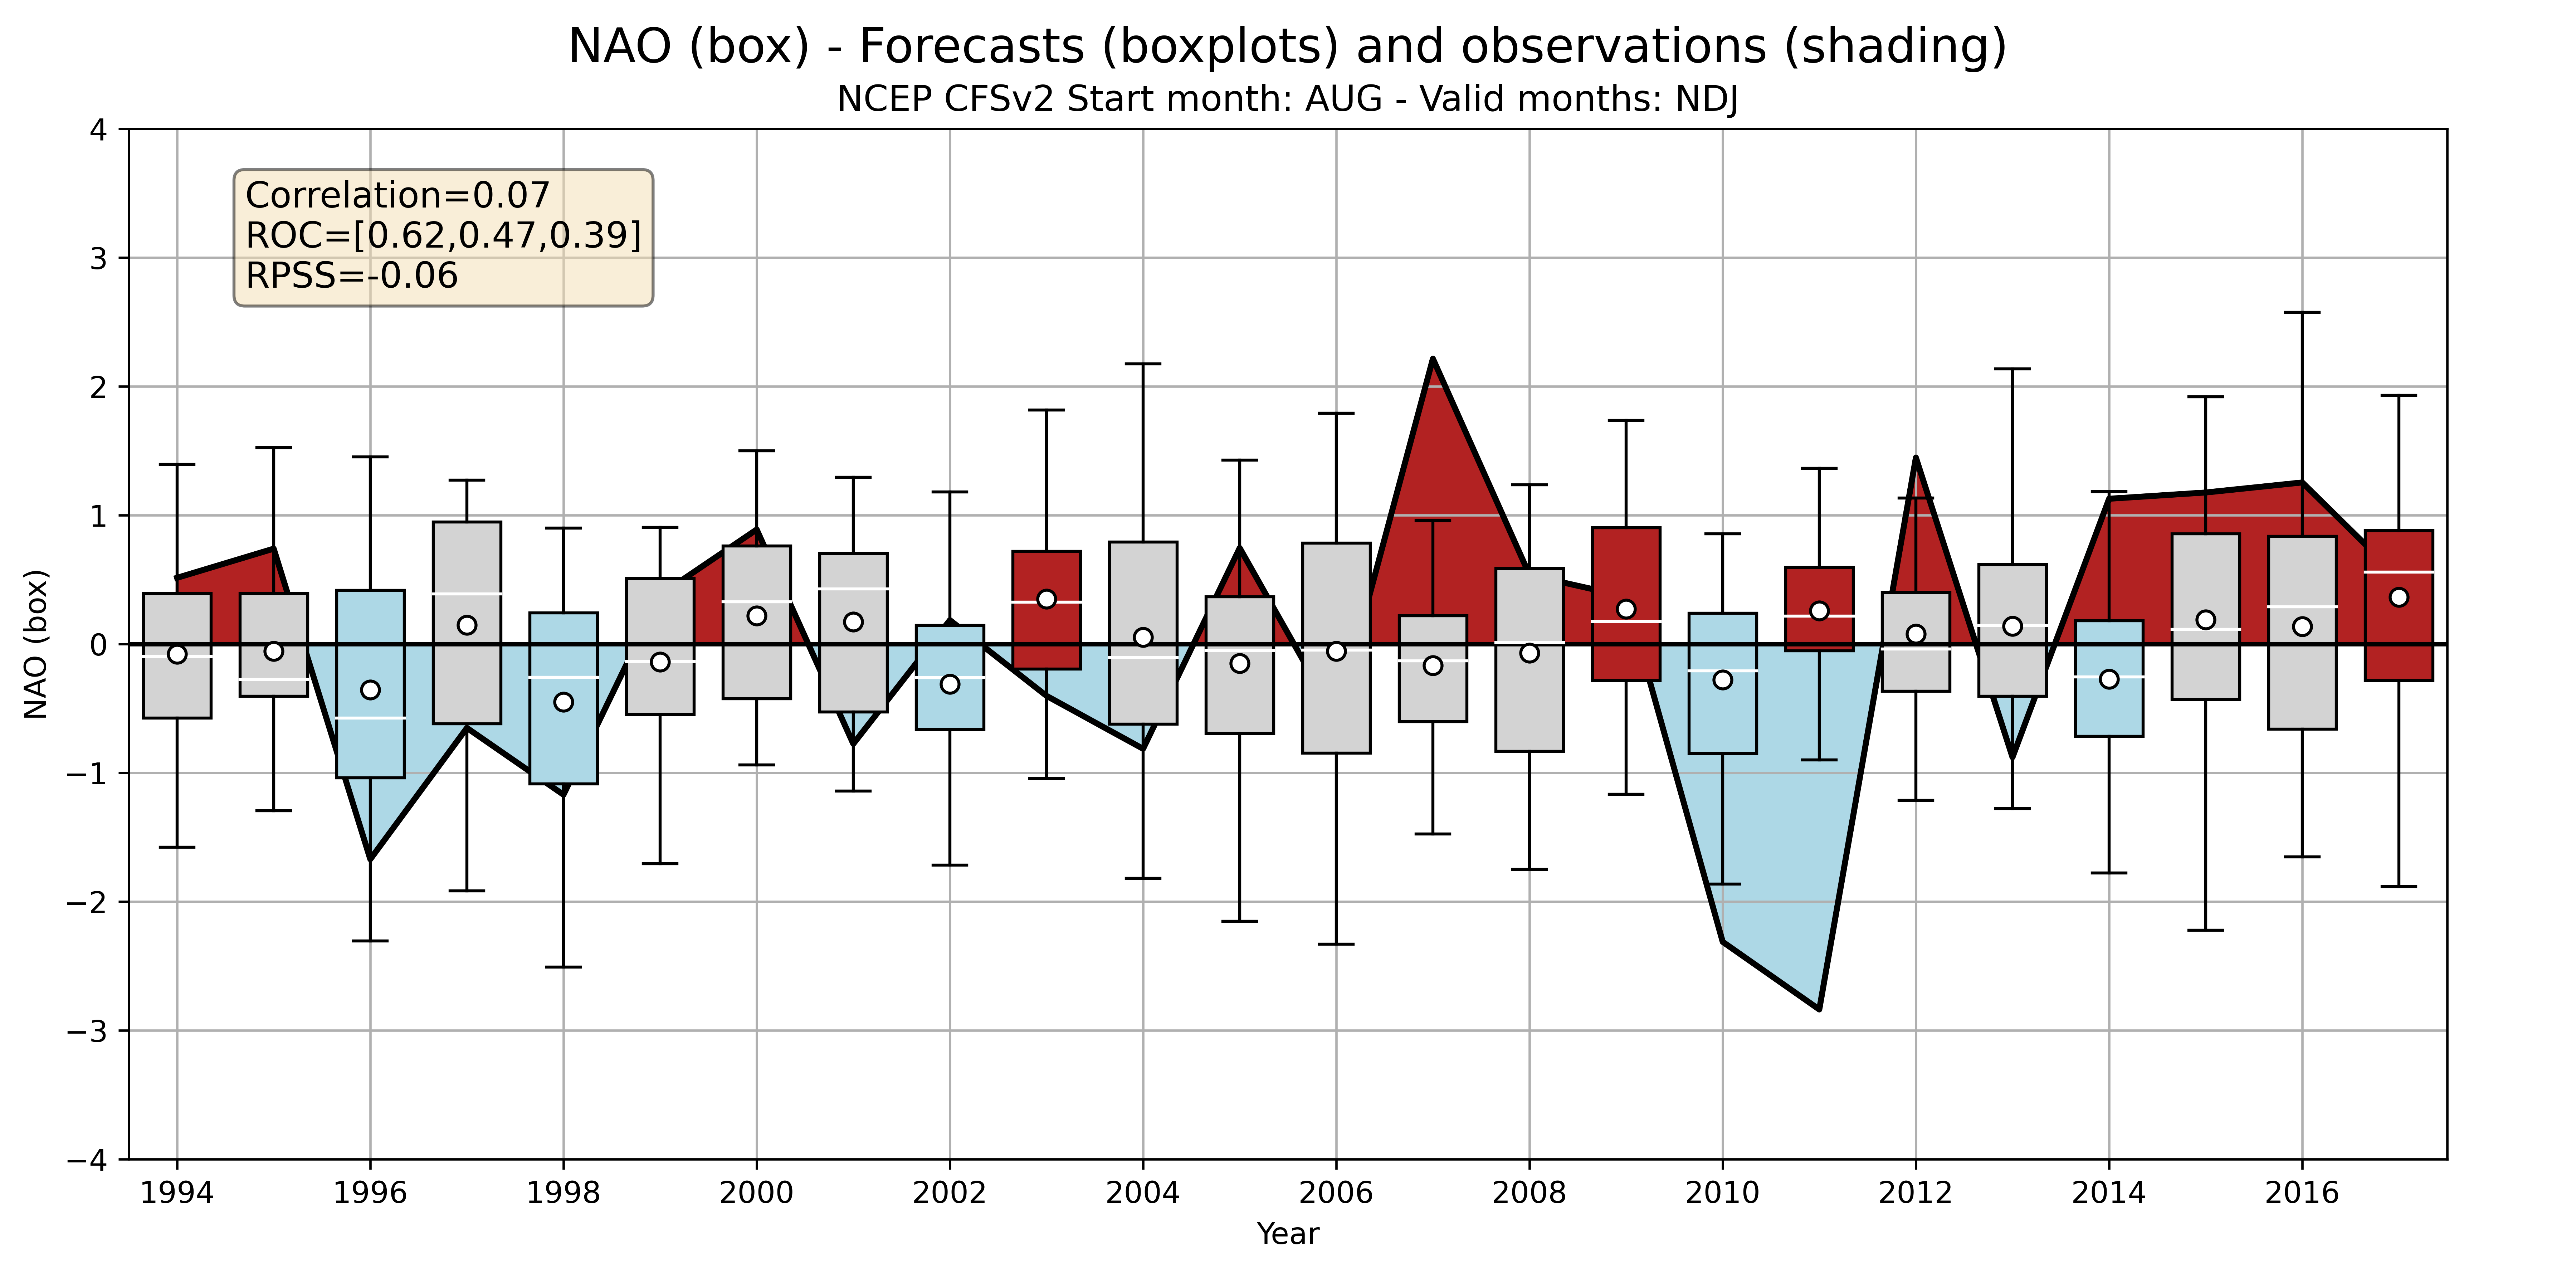 NAO (box) - Forecasts (boxplots) and observations (shading)
NCEP CFSv2 Start month: AUG - Valid months: NDJ
Correlation=0.07
ROC=[0.62,0.47,0.39]
RPSS=-0.06
NAO (box)
4
3
2
1
0
−1
−2
−3
−4
1994 1996 1998 2000 2002 2004 2006 2008 2010 2012 2014 2016
Year